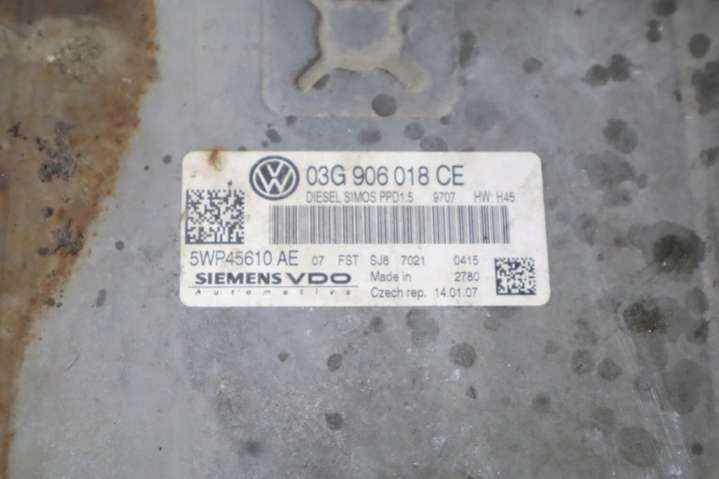 03G 906 018 CE
DIESEL SIMOS PPD1.5 9707 HW: H45
5WP45610 AE 07 FST SJ8 7021 0415
SIEMENS VDO Made in 2780
Automotive Czech rep. 14.01.07